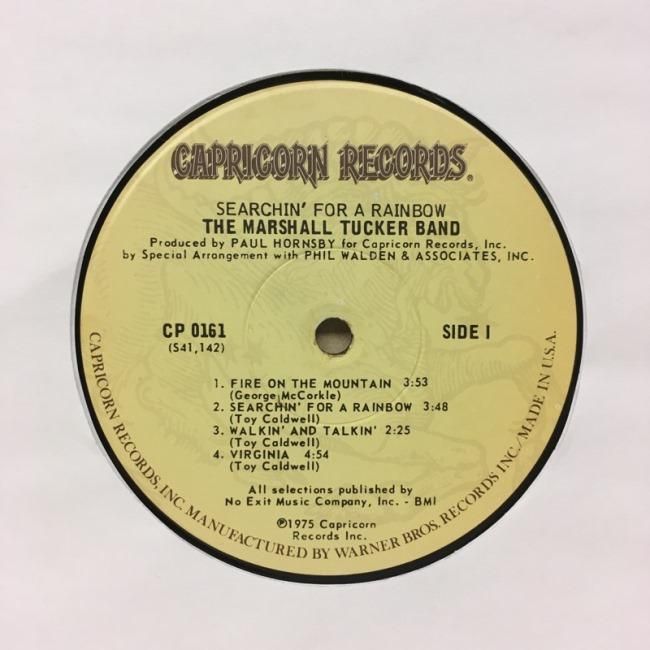 CAPRICORN RECORDS®
SEARCHIN' FOR A RAINBOW
THE MARSHALL TUCKER BAND
Produced by PAUL HORNSBY for Capricorn Records, Inc.
by Special Arrangement with PHIL WALDEN & ASSOCIATES, INC.
CP 0161
(S41,142)
SIDE I
1. FIRE ON THE MOUNTAIN 3:53
(George McCorkle)
2. SEARCHIN' FOR A RAINBOW 3:48
(Toy Caldwell)
3. WALKIN' AND TALKIN' 2:25
(Toy Caldwell)
4. VIRGINIA 4:54
(Toy Caldwell)
All selections published by
No Exit Music Company, Inc. - BMI
℗1975 Capricorn
Records Inc.
CAPRICORN RECORDS, INC. MANUFACTURED BY WARNER BROS. RECORDS INC./MADE IN U.S.A.